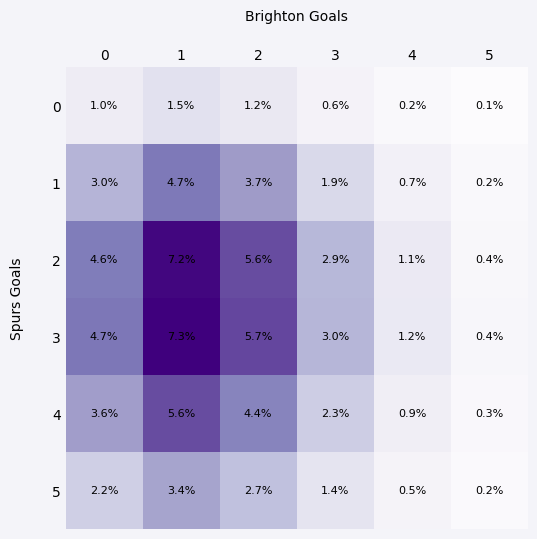 Brighton Goals
0 1 2 3 4 5
0 1.0% 1.5% 1.2% 0.6% 0.2% 0.1%
1 3.0% 4.7% 3.7% 1.9% 0.7% 0.2%
2 4.6% 7.2% 5.6% 2.9% 1.1% 0.4%
Spurs Goals
3 4.7% 7.3% 5.7% 3.0% 1.2% 0.4%
4 3.6% 5.6% 4.4% 2.3% 0.9% 0.3%
5 2.2% 3.4% 2.7% 1.4% 0.5% 0.2%